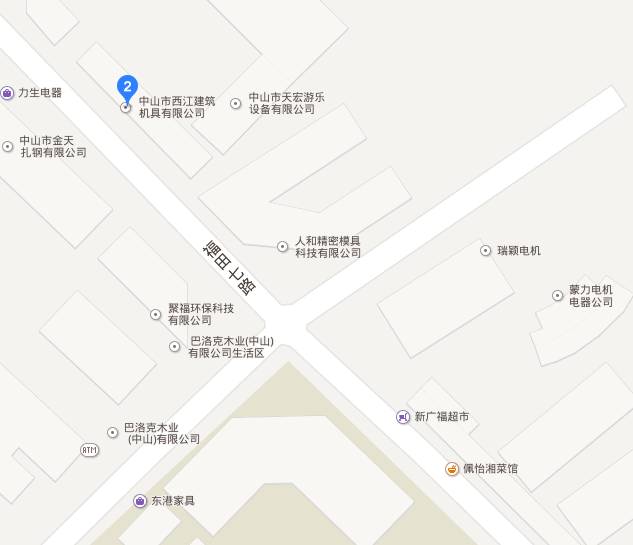 2
力生电器
中山市西江建筑
机具有限公司
中山市天宏游乐
设备有限公司
中山市金天
扎钢有限公司
人和精密模具
科技有限公司
福田七路
瑞颖电机
蒙力电机
电器公司
聚福环保科技
有限公司
巴洛克木业(中山)
有限公司生活区
新广福超市
巴洛克木业
(中山)有限公司
ATM
佩怡湘菜馆
东港家具